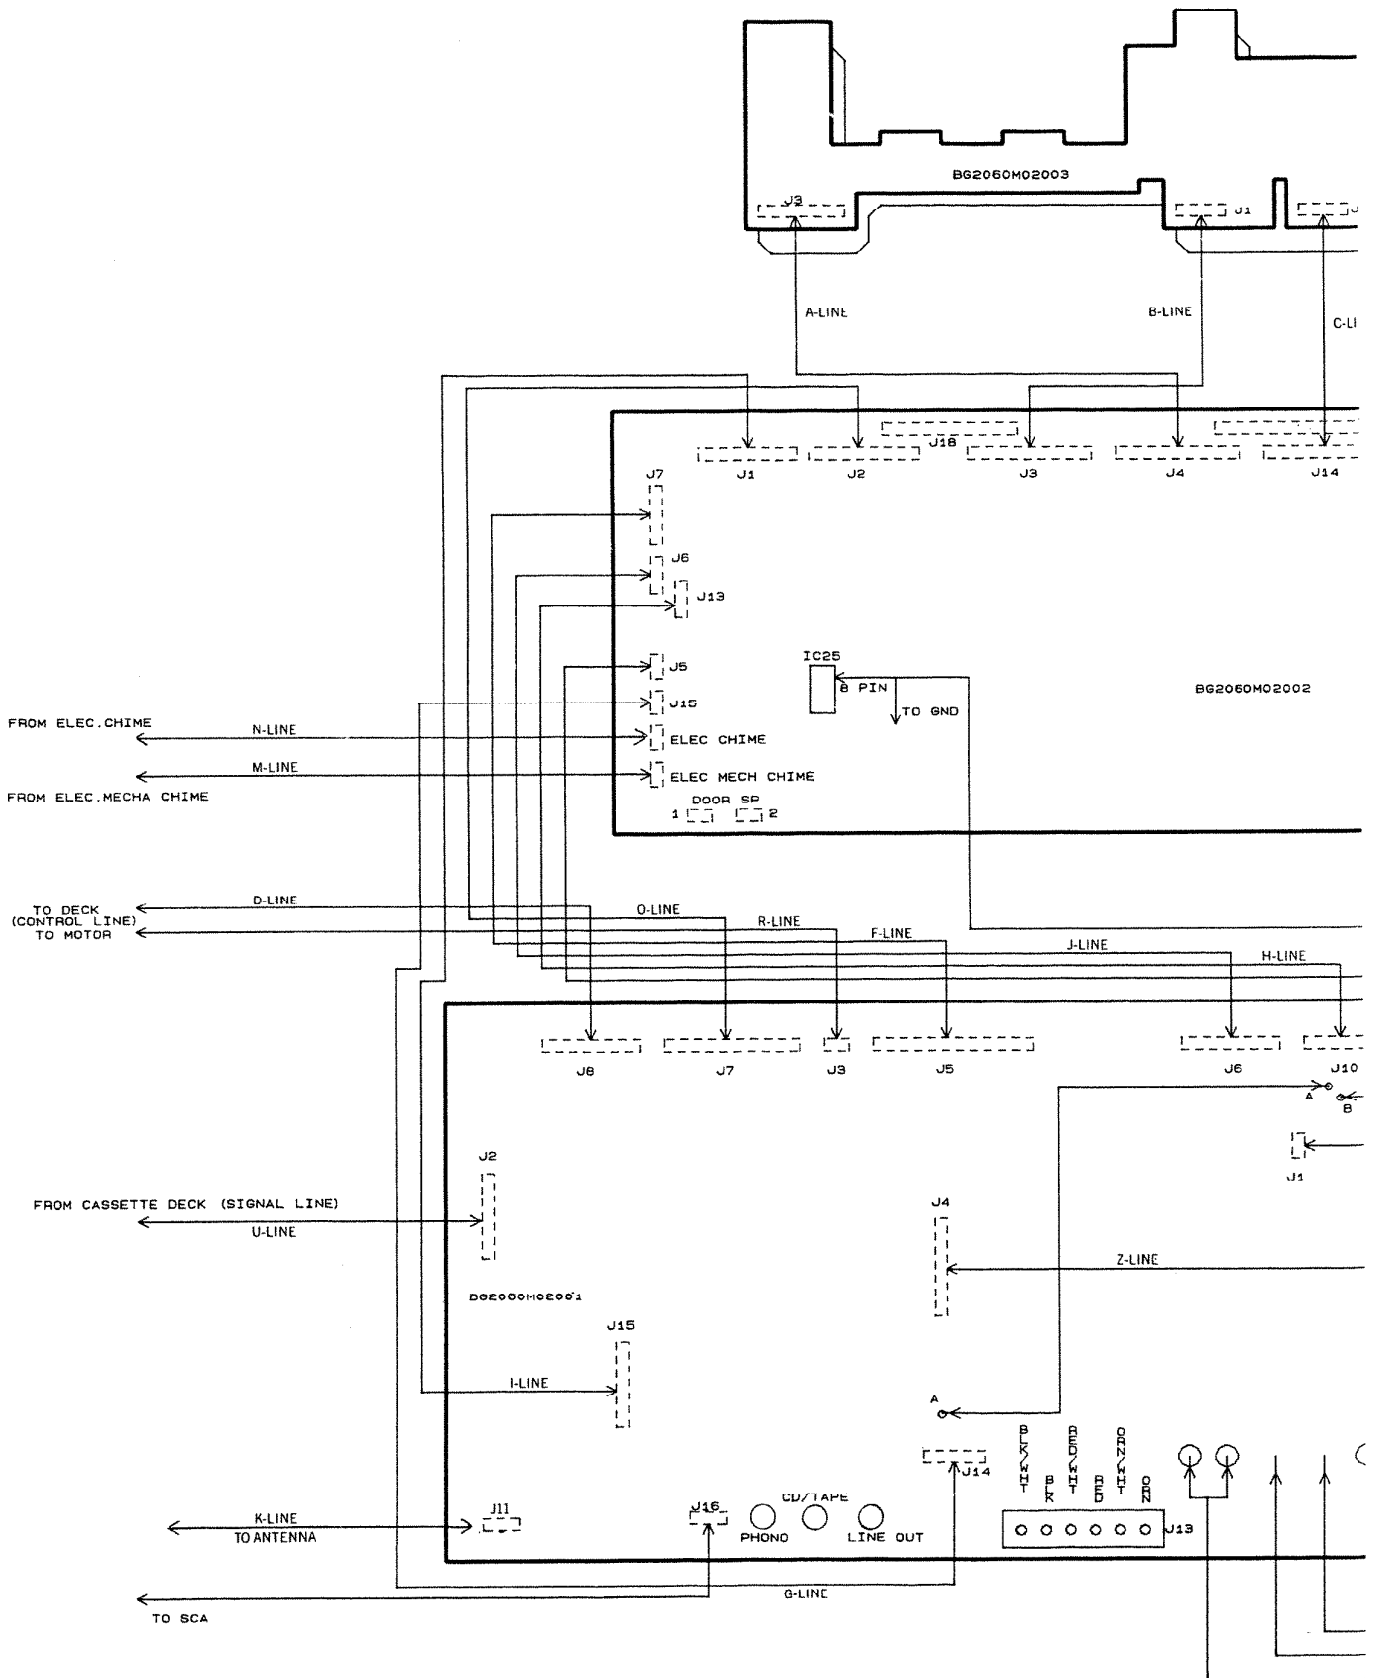 BG2060M02003
J3
J1
A-LINE
B-LINE
C-LI
J18
J1
J2
J3
J4
J14
J7
J6
J13
J5
J15
IC25
8 PIN
TO GND
BG2060M02002
FROM ELEC.CHIME
N-LINE
ELEC CHIME
M-LINE
ELEC MECH CHIME
FROM ELEC.MECHA CHIME
DOOR SP
1
2
D-LINE
TO DECK
(CONTROL LINE)
TO MOTOR
O-LINE
R-LINE
F-LINE
J-LINE
H-LINE
J8
J7
J3
J5
J6
J10
A
B
J1
J2
FROM CASSETTE DECK (SIGNAL LINE)
U-LINE
J4
Z-LINE
J15
I-LINE
A
BLK/WHT
BLK
RED/WHT
RED
ORN/WHT
ORN
J14
J13
J11
K-LINE
TO ANTENNA
J16
CD/TAPE
PHONO
LINE OUT
G-LINE
TO SCA